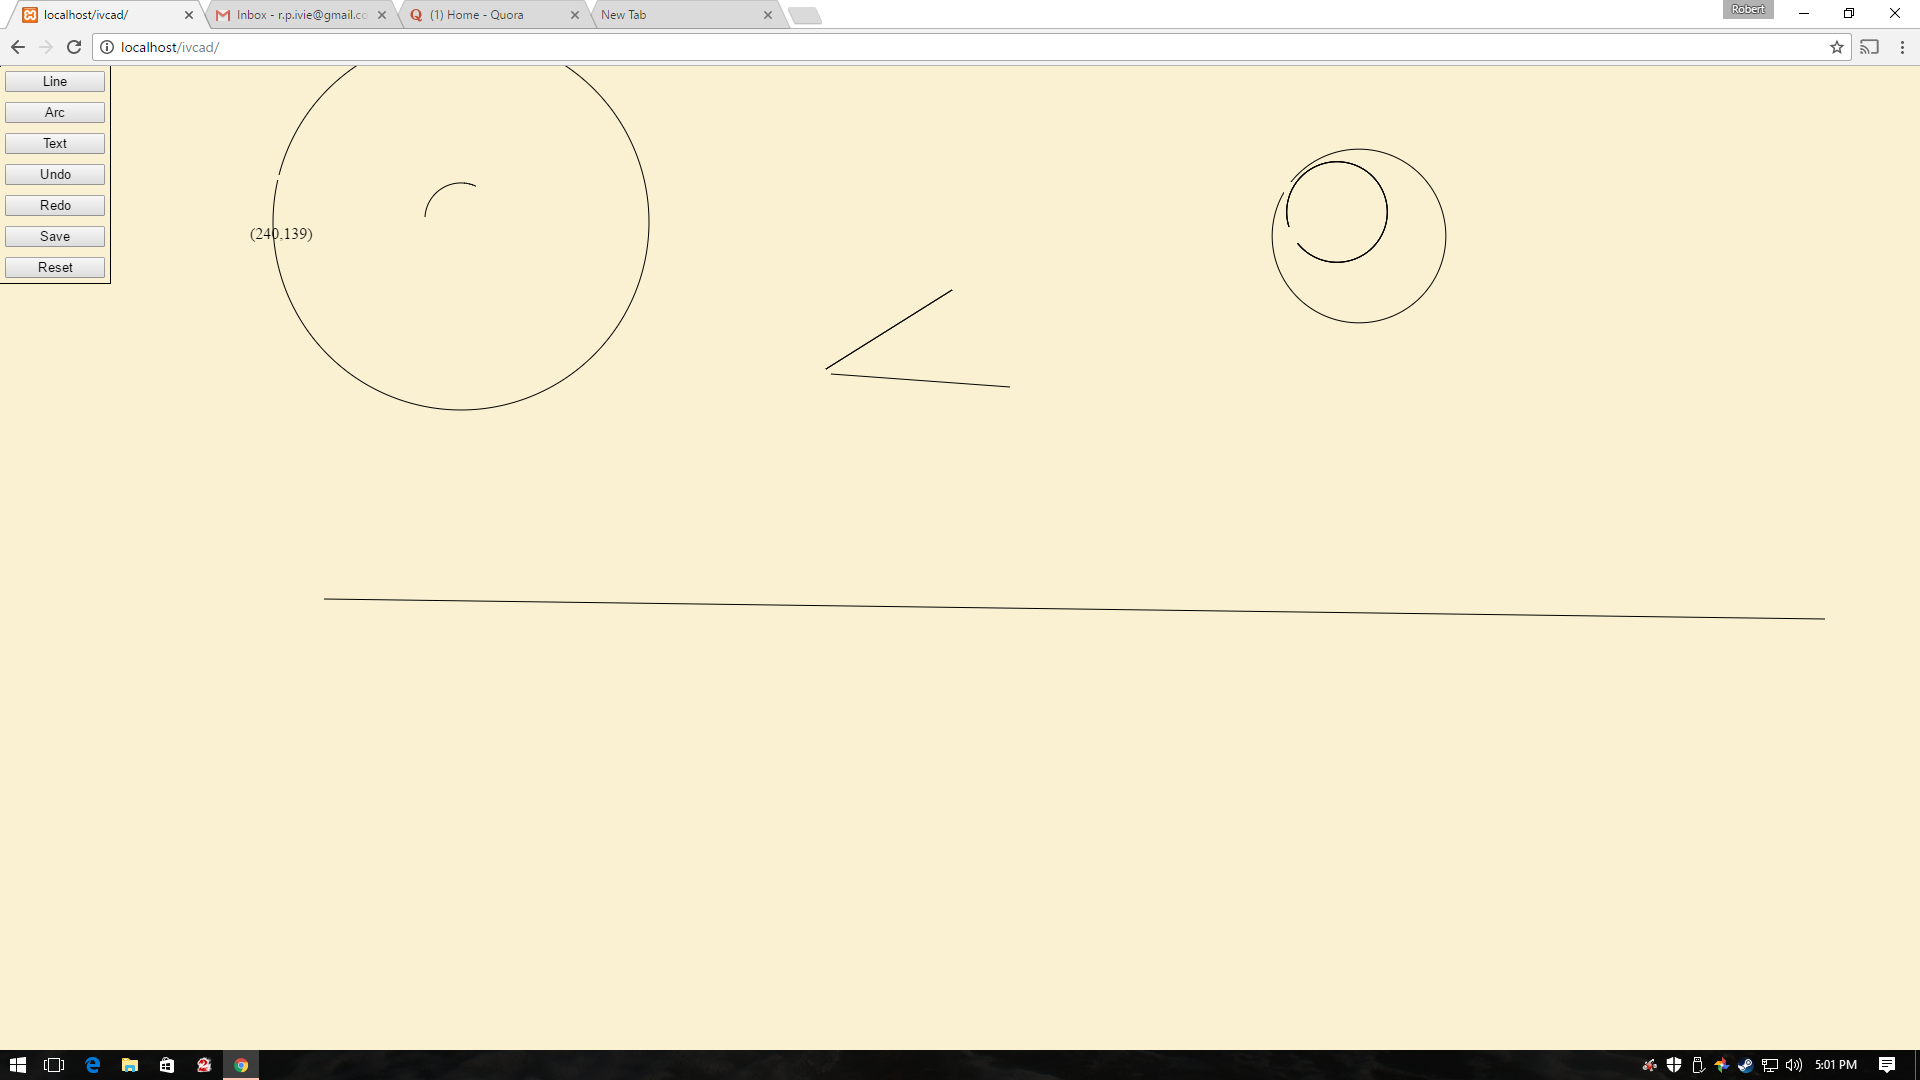 localhost/ivcad/
Inbox - r.p.ivie@gmail.co
(1) Home - Quora
New Tab
Robert
localhost/ivcad/
Line
Arc
Text
Undo
Redo
Save
Reset
(240,139)
5:01 PM